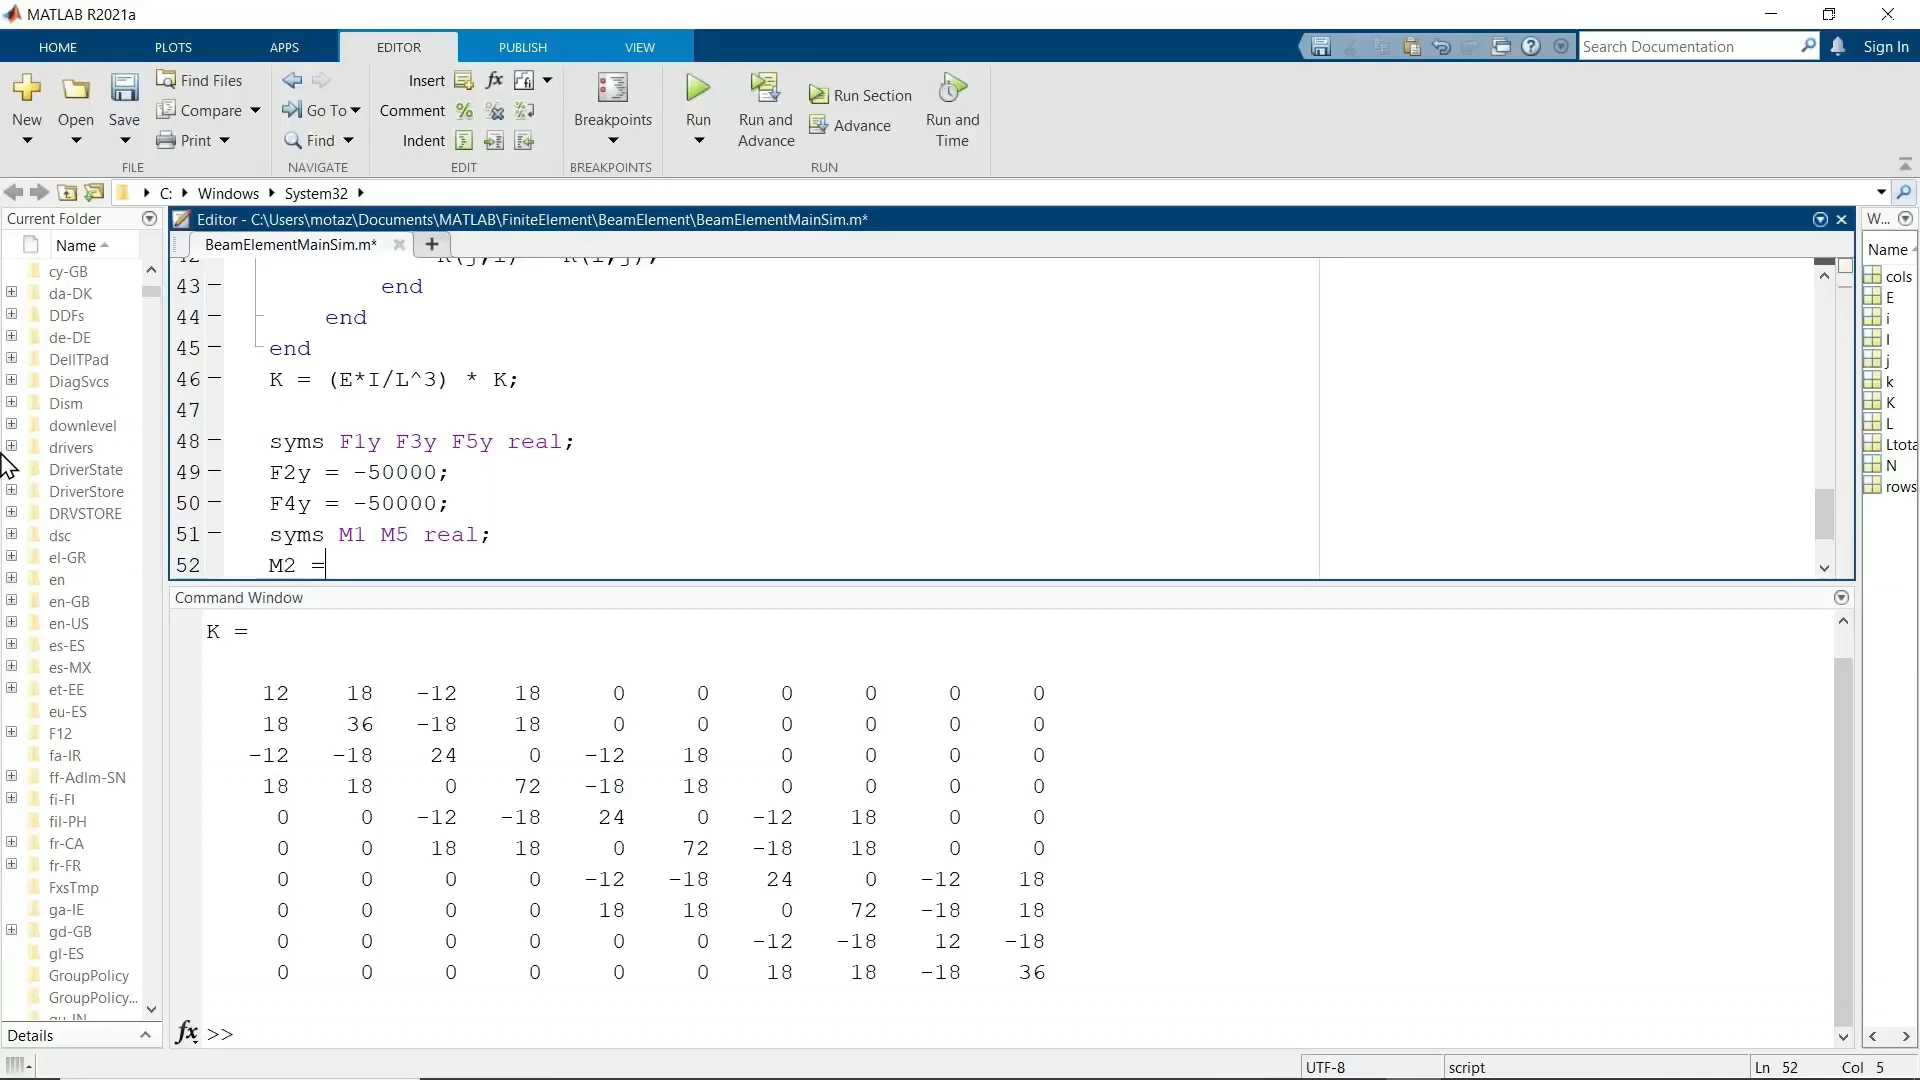 MATLAB R2021a
HOME PLOTS APPS EDITOR PUBLISH VIEW
Search Documentation
Sign In
New Open Save
Find Files
Compare
Print
FILE
Go To
Find
NAVIGATE
Insert
Comment
Indent
EDIT
Breakpoints
BREAKPOINTS
Run
Run and Advance
Run Section
Advance
Run and Time
RUN
C: Windows System32
Current Folder
Name
cy-GB
da-DK
DDFs
de-DE
DellTPad
DiagSvcs
Dism
downlevel
drivers
DriverState
DriverStore
DRVSTORE
dsc
el-GR
en
en-GB
en-US
es-ES
es-MX
et-EE
eu-ES
F12
fa-IR
ff-Adlm-SN
fi-FI
fil-PH
fr-CA
fr-FR
FxsTmp
ga-IE
gd-GB
gl-ES
GroupPolicy
GroupPolicy...
Details
Editor - C:\Users\motaz\Documents\MATLAB\FiniteElement\BeamElement\BeamElementMainSim.m*
BeamElementMainSim.m*
43 end
44 end
45 end
46 K = (E*I/L^3) * K;
47
48 syms F1y F3y F5y real;
49 F2y = -50000;
50 F4y = -50000;
51 syms M1 M5 real;
52 M2 =
Command Window
K =
12 18 -12 18 0 0 0 0 0 0
18 36 -18 18 0 0 0 0 0 0
-12 -18 24 0 -12 18 0 0 0 0
18 18 0 72 -18 18 0 0 0 0
0 0 -12 -18 24 0 -12 18 0 0
0 0 18 18 0 72 -18 18 0 0
0 0 0 0 -12 -18 24 0 -12 18
0 0 0 0 18 18 0 72 -18 18
0 0 0 0 0 0 -12 -18 12 -18
0 0 0 0 0 0 18 18 -18 36
fx >>
W...
Name
cols
E
i
I
j
k
K
L
Ltota
N
rows
UTF-8
script
Ln 52 Col 5